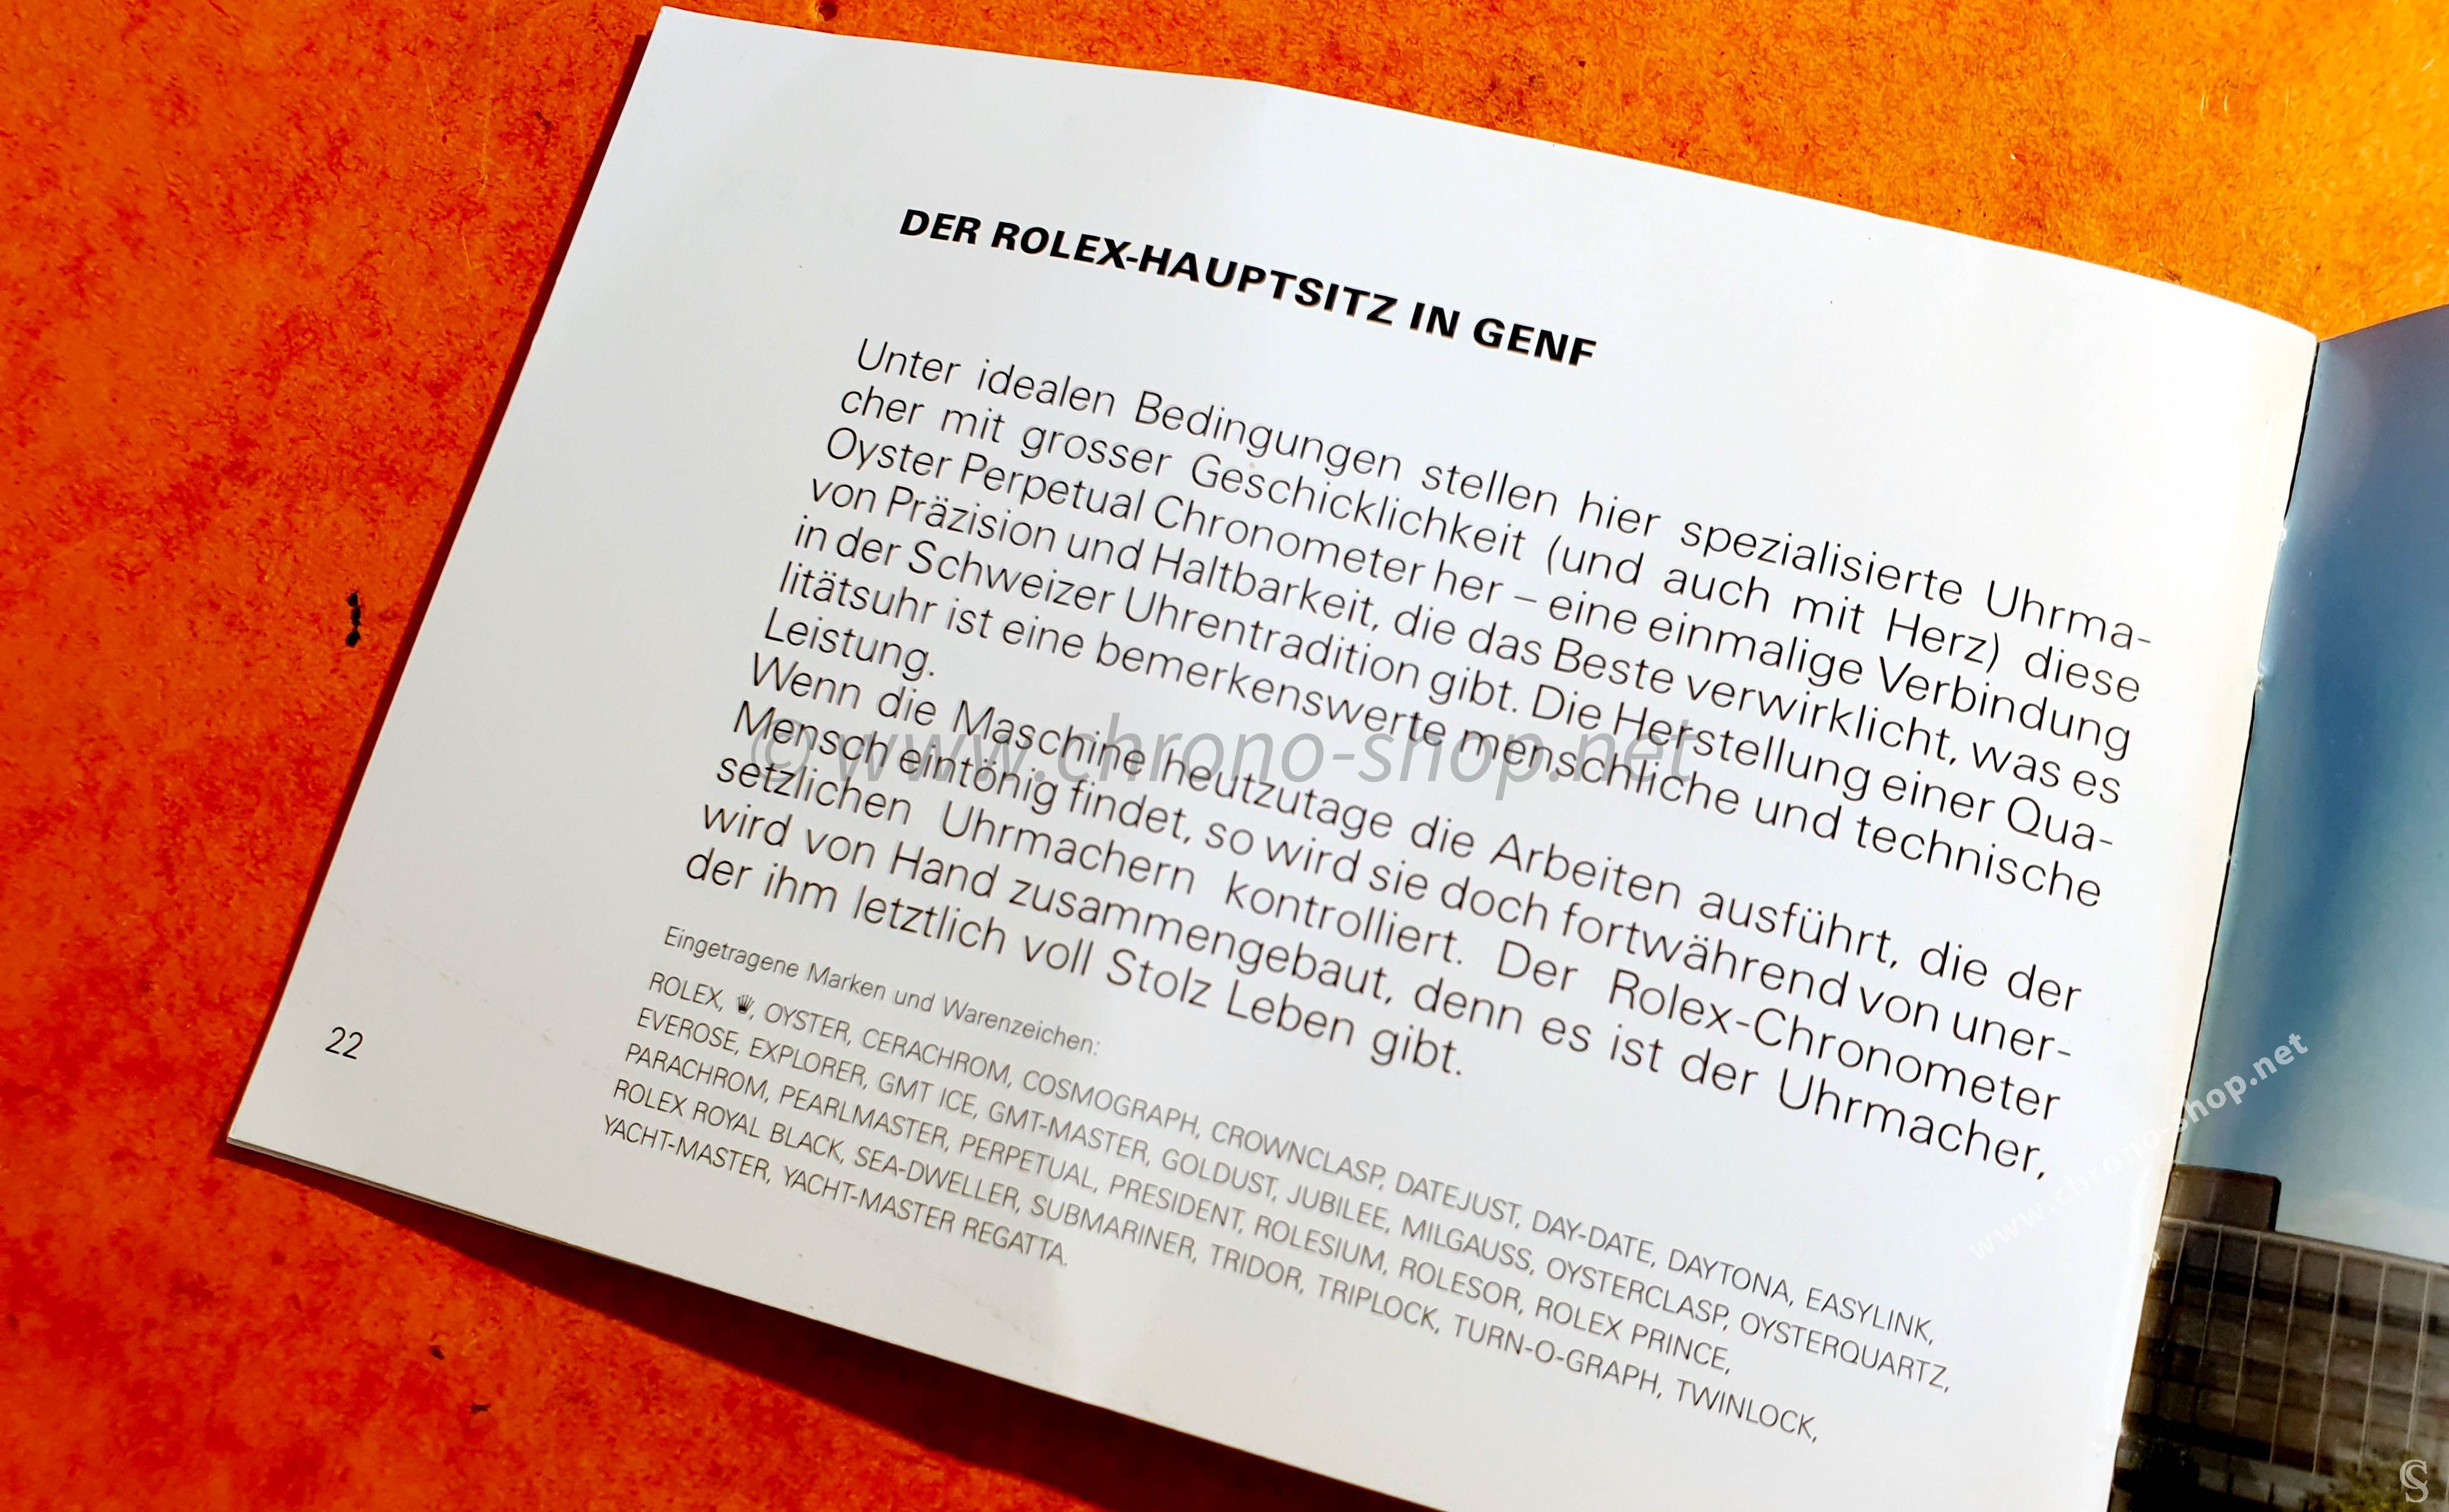 DER ROLEX-HAUPTSITZ IN GENF
Unter idealen Bedingungen stellen hier spezialisierte Uhrma-
cher mit grosser Geschicklichkeit (und auch mit Herz) diese
Oyster Perpetual Chronometer her – eine einmalige Verbindung
von Präzision und Haltbarkeit, die das Beste verwirklicht, was es
in der Schweizer Uhrentradition gibt. Die Herstellung einer Qua-
litätsuhr ist eine bemerkenswerte menschliche und technische
Leistung.
Wenn die Maschine heutzutage die Arbeiten ausführt, die der
Mensch eintönig findet, so wird sie doch fortwährend von uner-
setzlichen Uhrmachern kontrolliert. Der Rolex-Chronometer
wird von Hand zusammengebaut, denn es ist der Uhrmacher,
der ihm letztlich voll Stolz Leben gibt.
Eingetragene Marken und Warenzeichen:
ROLEX, , OYSTER, CERACHROM, COSMOGRAPH, CROWNCLASP, DATEJUST, DAY-DATE, DAYTONA, EASYLINK,
EVEROSE, EXPLORER, GMT ICE, GMT-MASTER, GOLDUST, JUBILEE, MILGAUSS, OYSTERCLASP, OYSTERQUARTZ,
PARACHROM, PEARLMASTER, PERPETUAL, PRESIDENT, ROLESIUM, ROLESOR, ROLEX PRINCE,
ROLEX ROYAL BLACK, SEA-DWELLER, SUBMARINER, TRIDOR, TRIPLOCK, TURN-O-GRAPH, TWINLOCK,
YACHT-MASTER, YACHT-MASTER REGATTA.
22
© www.chrono-shop.net
www.chrono-shop.net